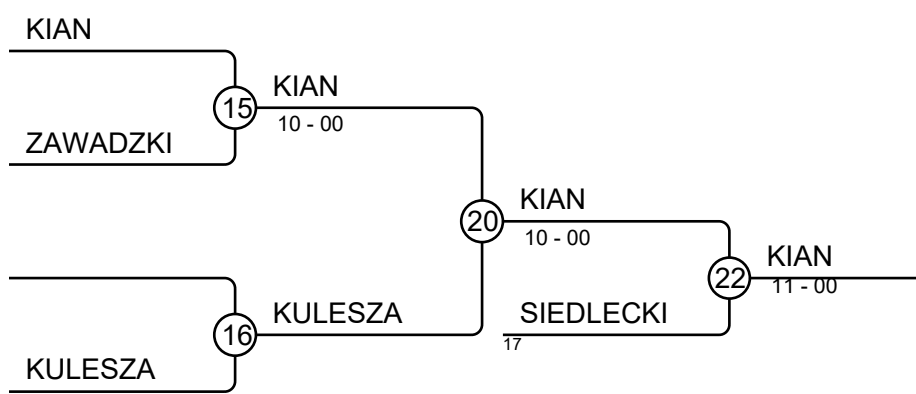 KIAN
15
KIAN
10 - 00
ZAWADZKI
20
KIAN
10 - 00
22
KIAN
11 - 00
16
KULESZA
SIEDLECKI
17
KULESZA